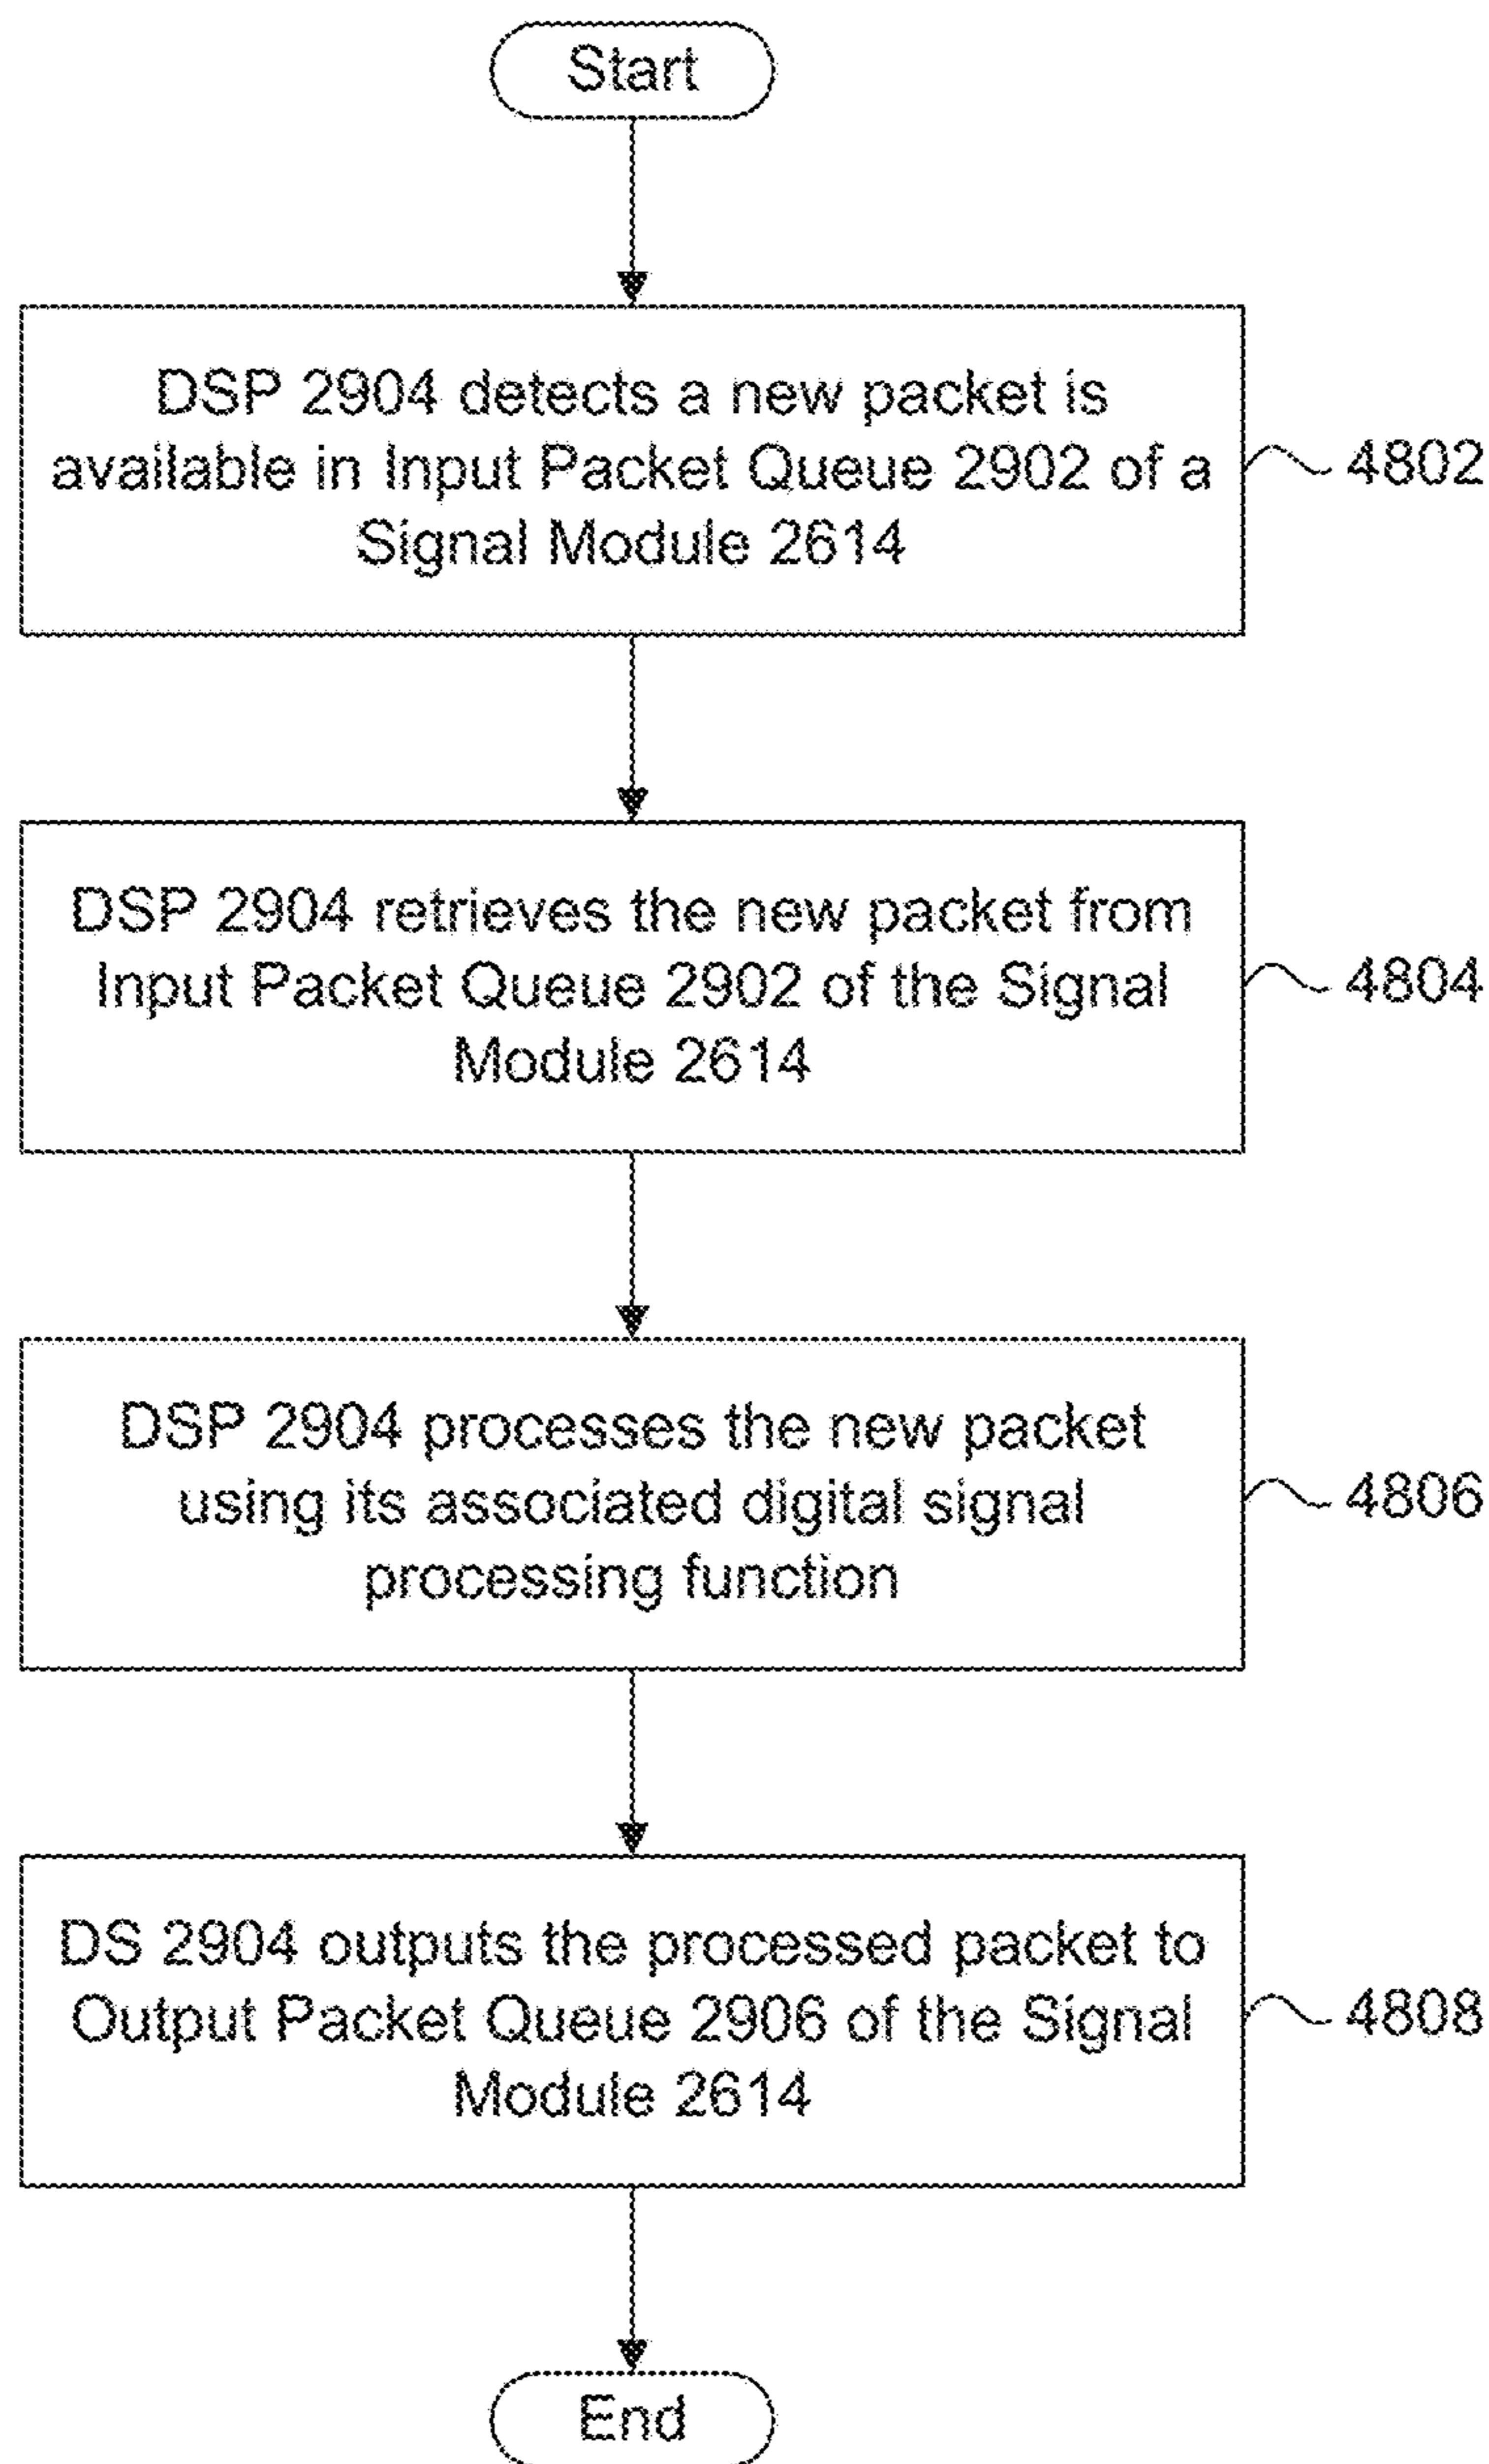 Start
DSP 2904 detects a new packet is
available in Input Packet Queue 2902 of a
Signal Module 2614
4802
DSP 2904 retrieves the new packet from
Input Packet Queue 2902 of the Signal
Module 2614
4804
DSP 2904 processes the new packet
using its associated digital signal
processing function
4806
DS 2904 outputs the processed packet to
Output Packet Queue 2906 of the Signal
Module 2614
4808
End